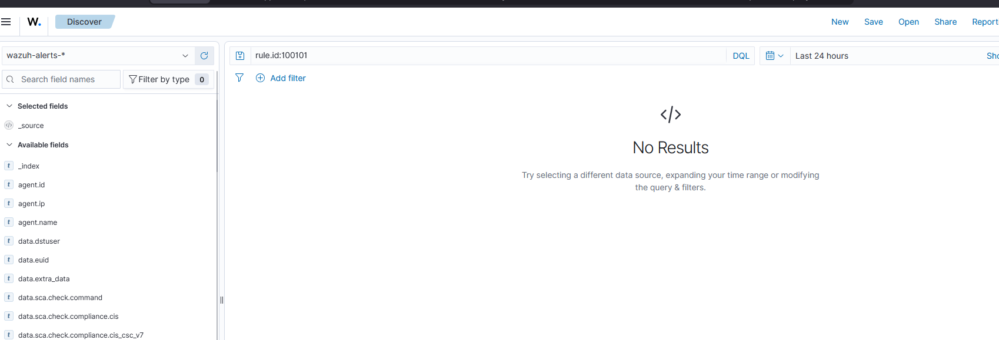 W.
Discover
New
Save
Open
Share
Report
wazuh-alerts-*
rule.id:100101
DQL
Last 24 hours
Sho
Search field names
Filter by type 0
Add filter
Selected fields
_source
Available fields
_index
agent.id
agent.ip
agent.name
data.dstuser
data.euid
data.extra_data
data.sca.check.command
data.sca.check.compliance.cis
data.sca.check.compliance.cis_csc_v7
No Results
Try selecting a different data source, expanding your time range or modifying
the query & filters.